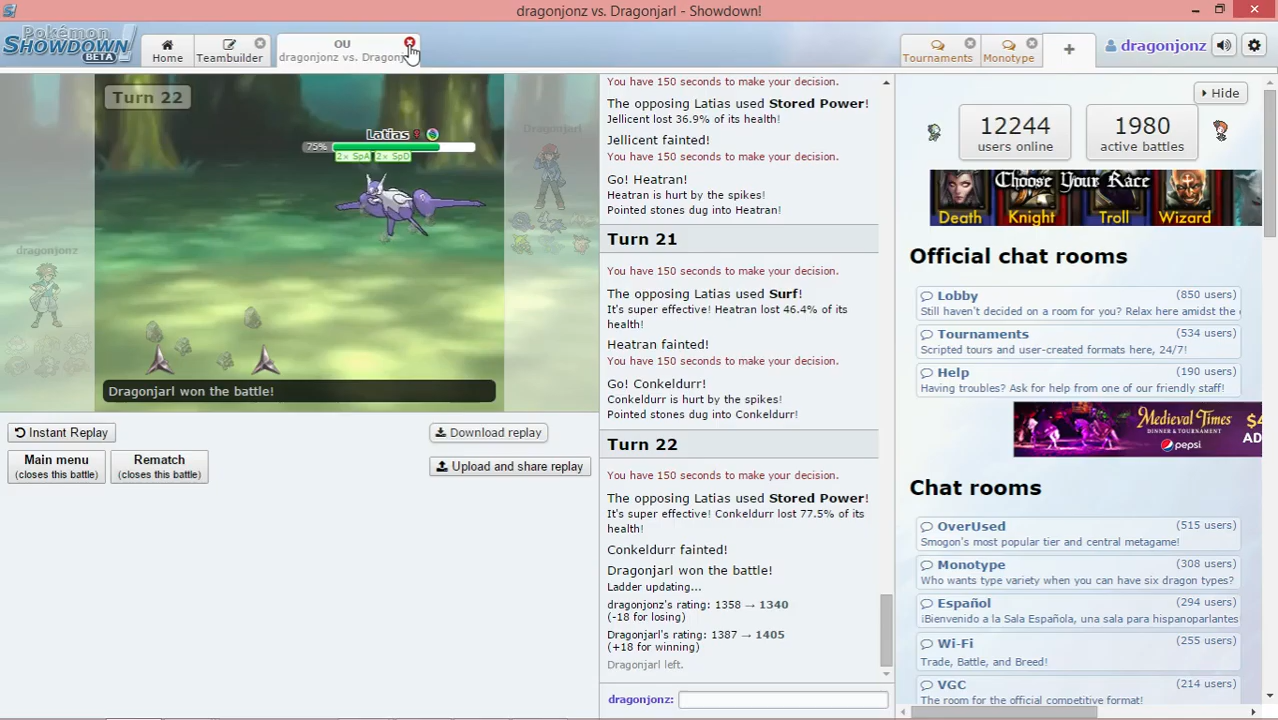 dragonjonz vs. Dragonjarl - Showdown!
Pokémon
Showdown!
BETA
Home
Teambuilder
OU
dragonjonz vs. Dragonj
Tournaments
Monotype
dragonjonz
Turn 22
Latias
75%
2× SpA 2× SpD
Dragonjarl
dragonjonz
Dragonjarl won the battle!
Instant Replay
Download replay
Main menu
(closes this battle)
Rematch
(closes this battle)
Upload and share replay
You have 150 seconds to make your decision.
The opposing Latias used Stored Power!
Jellicent lost 36.9% of its health!
Jellicent fainted!
You have 150 seconds to make your decision.
Go! Heatran!
Heatran is hurt by the spikes!
Pointed stones dug into Heatran!
Turn 21
You have 150 seconds to make your decision.
The opposing Latias used Surf!
It's super effective! Heatran lost 46.4% of its
health!
Heatran fainted!
You have 150 seconds to make your decision.
Go! Conkeldurr!
Conkeldurr is hurt by the spikes!
Pointed stones dug into Conkeldurr!
Turn 22
You have 150 seconds to make your decision.
The opposing Latias used Stored Power!
It's super effective! Conkeldurr lost 77.5% of its
health!
Conkeldurr fainted!
Dragonjarl won the battle!
Ladder updating...
dragonjonz's rating: 1358 → 1340
(-18 for losing)
Dragonjarl's rating: 1387 → 1405
(+18 for winning)
Dragonjarl left.
dragonjonz:
Hide
12244
users online
1980
active battles
Choose Your Race
Death Knight Troll Wizard
Official chat rooms
Lobby (850 users)
Still haven't decided on a room for you? Relax here amidst the
Tournaments (534 users)
Scripted tours and user-created formats here, 24/7!
Help (190 users)
Having troubles? Ask for help from one of our friendly staff!
Medieval Times
DINNER & TOURNAMENT
pepsi
$4
AD
Chat rooms
OverUsed (515 users)
Smogon's most popular tier and central metagame!
Monotype (308 users)
Who wants type variety when you can have six dragon types?
Español (294 users)
¡Bienvenido a la Sala Española, una sala para hispanoparlantes
Wi-Fi (255 users)
Trade, Battle, and Breed!
VGC (214 users)
The room for the official competitive format!